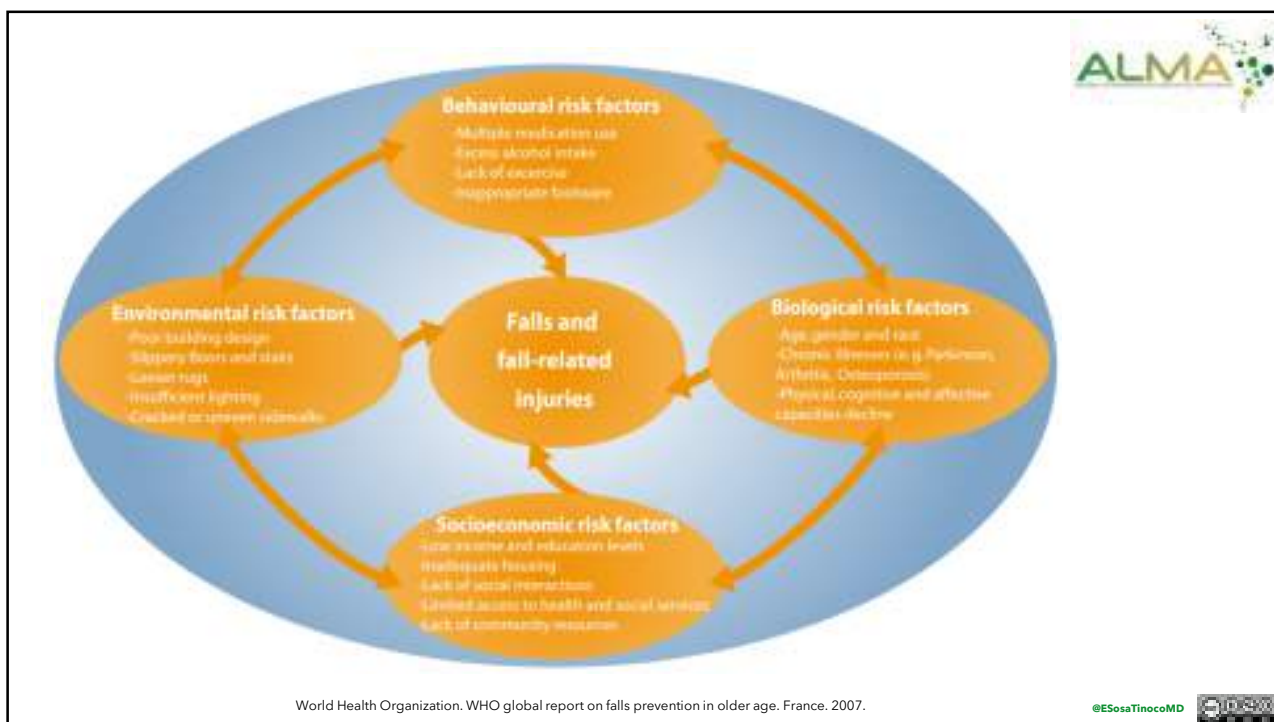 ALMA
Behavioural risk factors
-Multiple medication use
-Excess alcohol intake
-Lack of excercise
-Inappropriate footware
Environmental risk factors
-Poor building design
-Slippery floors and stairs
-Looser rugs
-Insufficient lighting
-Cracked or uneven sidewalks
Falls and
fall-related
injuries
Biological risk factors
-Age, gender and race
-Chronic illnesses (e.g. Parkinson,
Arthritis, Osteoporosis)
-Physical, cognitive and affective
capacities decline
Socioeconomic risk factors
-Low income and education levels
-Inadequate housing
-Lack of social interactions
-Limited access to health and social services
-Lack of community resources
World Health Organization. WHO global report on falls prevention in older age. France. 2007.
@ESosaTinocoMD